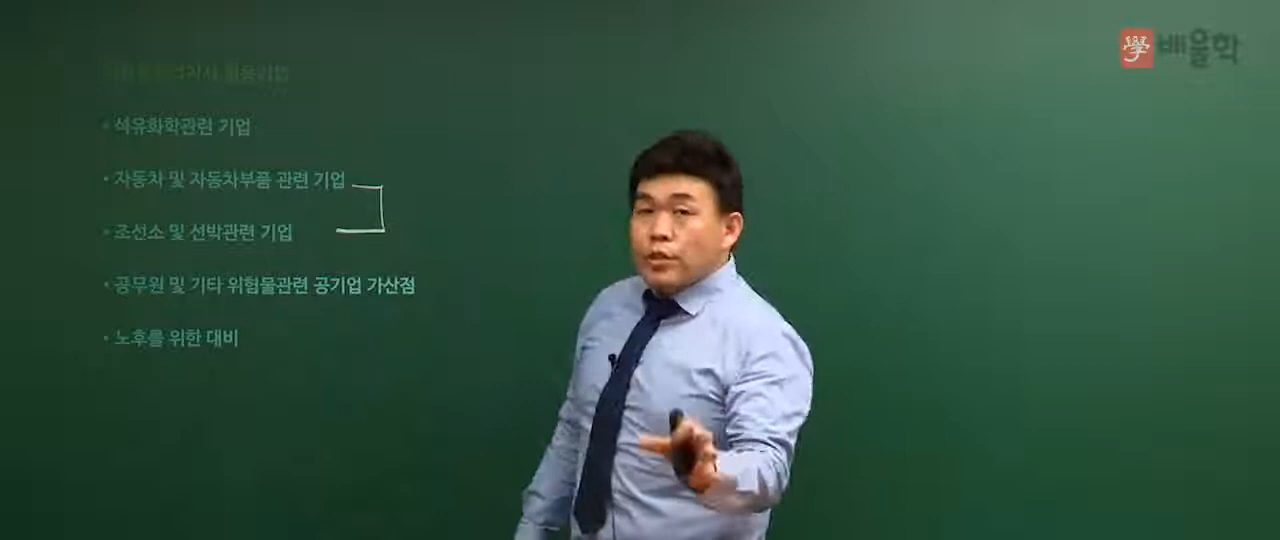 學 배울학
• 석유화학관련 기업
• 자동차 및 자동차부품 관련 기업
• 조선소 및 선박관련 기업
• 공무원 및 기타 위험물관련 공기업 가산점
• 노후를 위한 대비